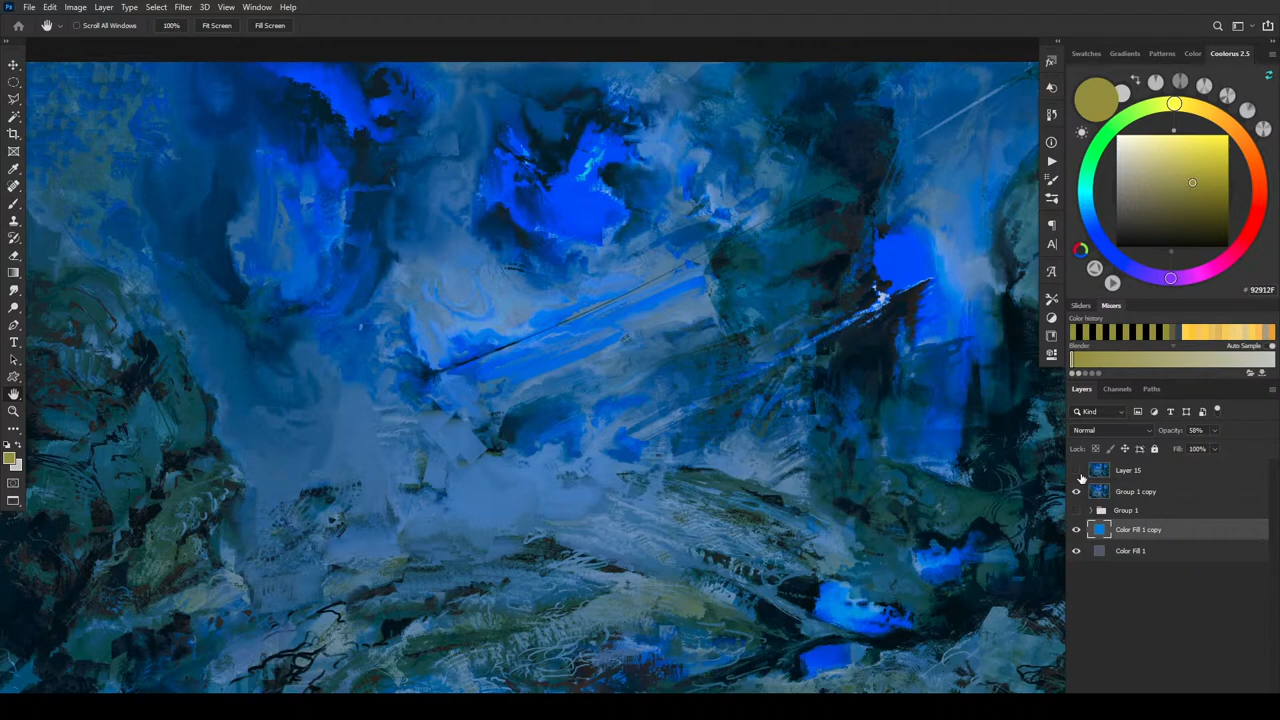 Ps File Edit Image Layer Type Select Filter 3D View Window Help
Scroll All Windows 100% Fit Screen Fill Screen
Swatches Gradients Patterns Color Coolorus 2.5
# 92912F
Sliders Mixers
Color history
Blender Auto Sample
Layers Channels Paths
Kind
Normal Opacity: 58%
Lock: Fill: 100%
Layer 15
Group 1 copy
Group 1
Color Fill 1 copy
Color Fill 1